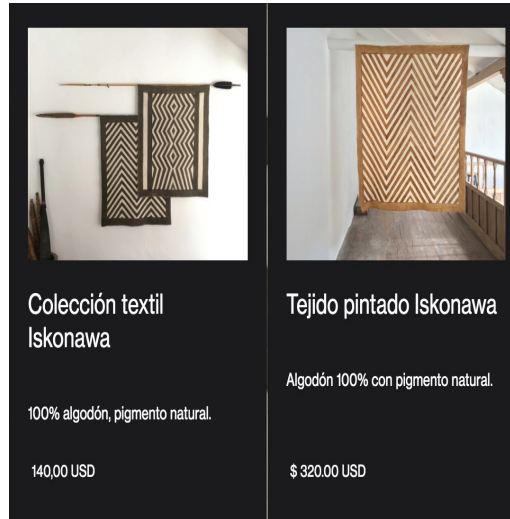 Colección textil
Iskonawa
100% algodón, pigmento natural.
140,00 USD
Tejido pintado Iskonawa
Algodón 100% con pigmento natural.
$ 320.00 USD